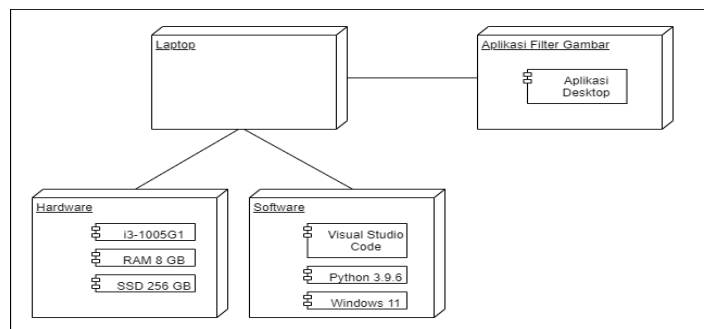 Laptop
Aplikasi Filter Gambar
Aplikasi
Desktop
Hardware
i3-1005G1
RAM 8 GB
SSD 256 GB
Software
Visual Studio
Code
Python 3.9.6
Windows 11